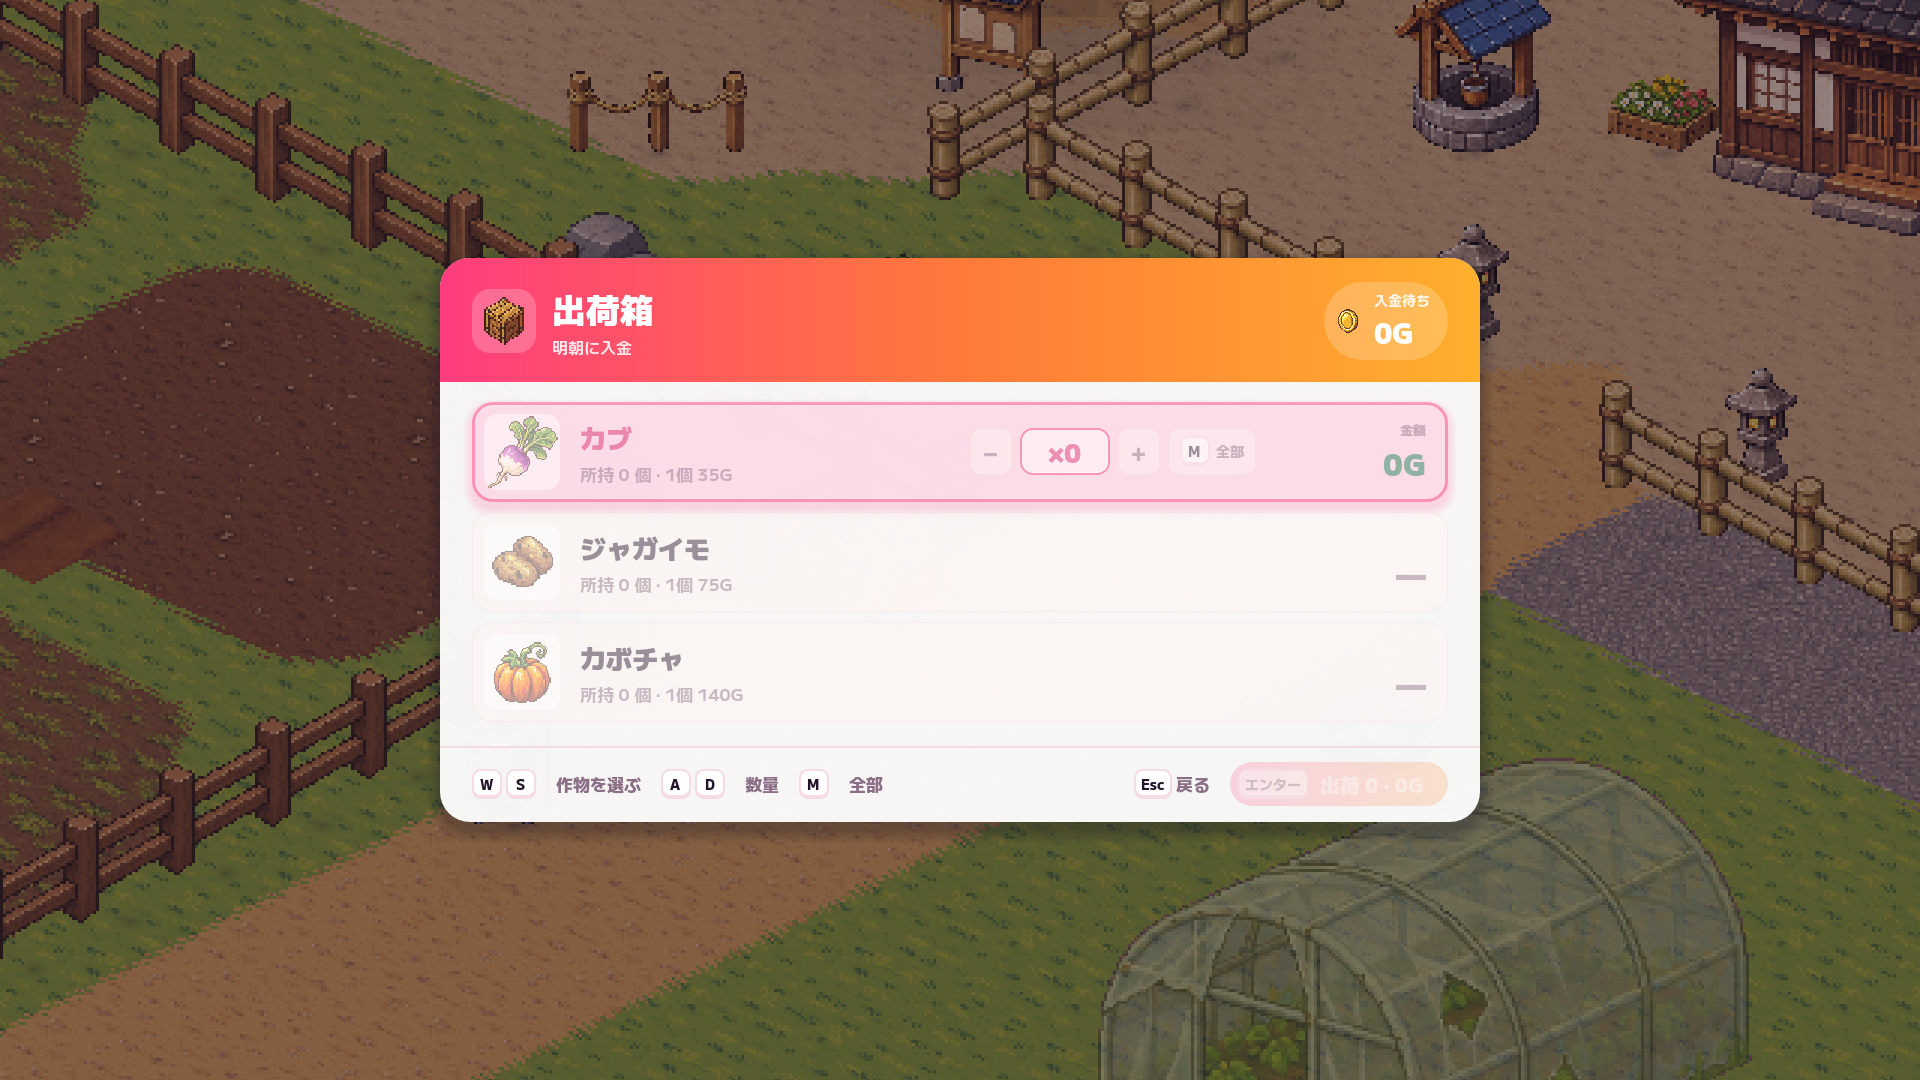 出荷箱
明朝に入金
入金待ち
0G
カブ
所持 0 個 · 1個 35G
− ×0 + M 全部
金額
0G
ジャガイモ
所持 0 個 · 1個 75G
—
カボチャ
所持 0 個 · 1個 140G
—
W S 作物を選ぶ A D 数量 M 全部 Esc 戻る エンター 出荷 0 · 0G